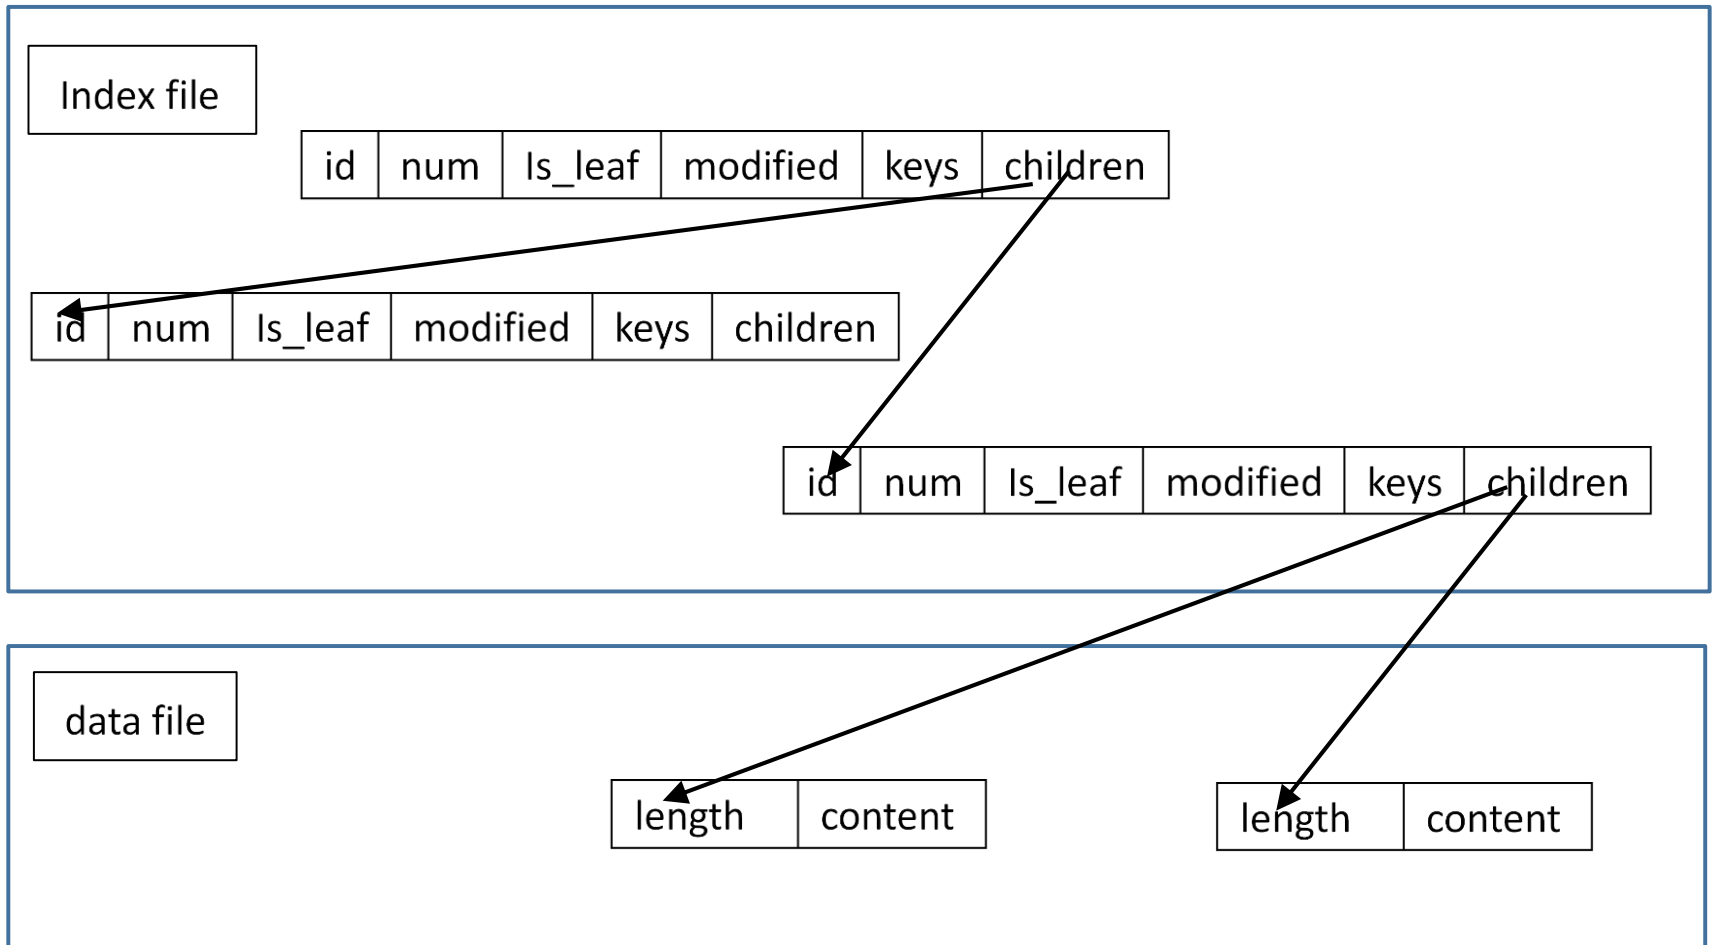 Index file
id num Is_leaf modified keys children
id num Is_leaf modified keys children
id num Is_leaf modified keys children
data file
length content
length content